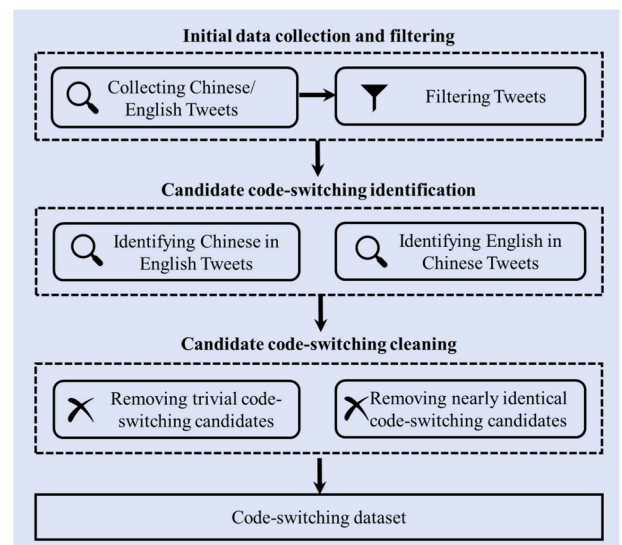 Initial data collection and filtering
Collecting Chinese/
English Tweets
Filtering Tweets
Candidate code-switching identification
Identifying Chinese in
English Tweets
Identifying English in
Chinese Tweets
Candidate code-switching cleaning
Removing trivial code-
switching candidates
Removing nearly identical
code-switching candidates
Code-switching dataset